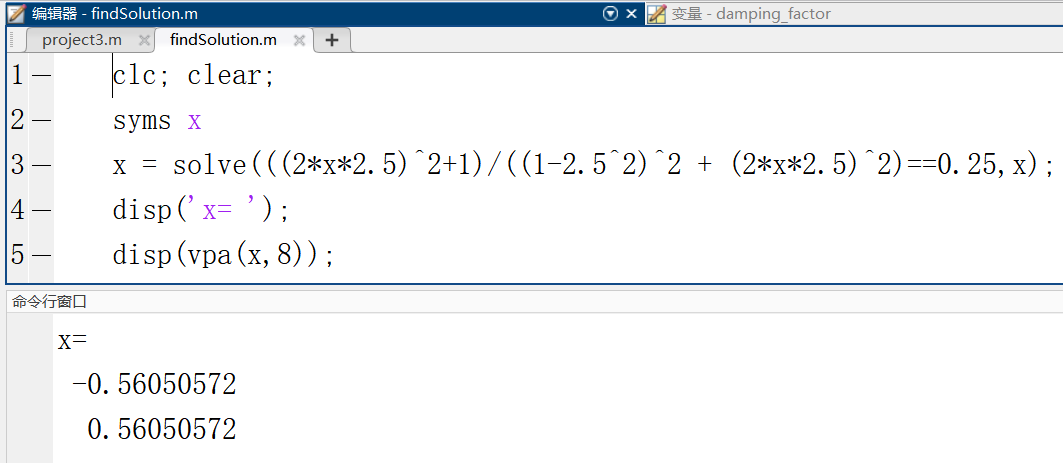 编辑器 - findSolution.m
变量 - damping_factor
project3.m
findSolution.m
1 clc; clear;
2 syms x
3 x = solve(((2*x*2.5)^2+1)/((1-2.5^2)^2 + (2*x*2.5)^2)==0.25,x);
4 disp('x= ');
5 disp(vpa(x,8));
命令行窗口
x=
-0.56050572
0.56050572